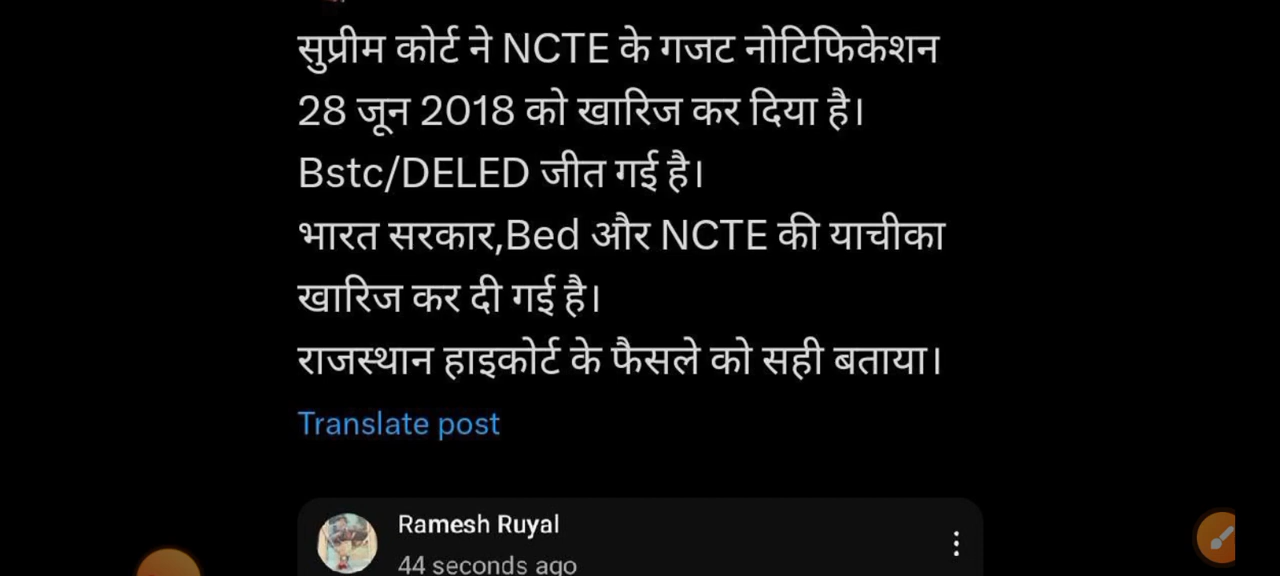 सुप्रीम कोर्ट ने NCTE के गजट नोटिफिकेशन
28 जून 2018 को खारिज कर दिया है।
Bstc/DELED जीत गई है।
भारत सरकार,Bed और NCTE की याचीका
खारिज कर दी गई है।
राजस्थान हाइकोर्ट के फैसले को सही बताया।
Translate post
Ramesh Ruyal
44 seconds ago